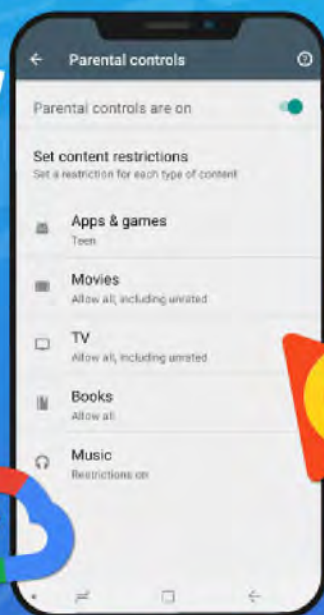 Parental controls
Parental controls are on
Set content restrictions
Set a restriction for each type of content
Apps & games
Teen
Movies
Allow all, including unrated
TV
Allow all, including unrated
Books
Allow all
Music
Restrictions on